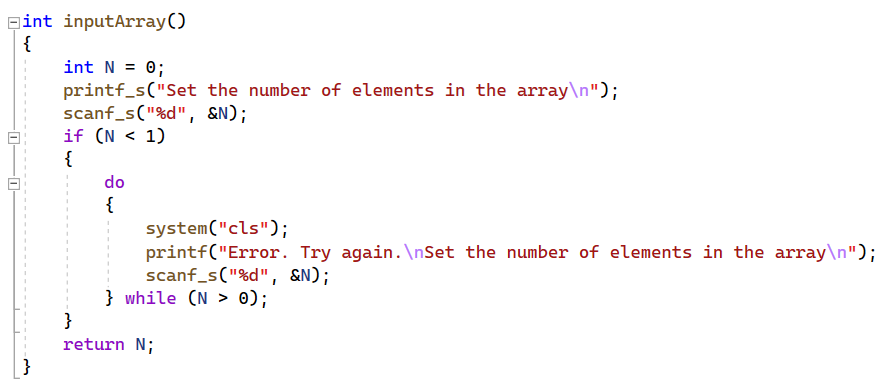 int inputArray()
{
    int N = 0;
    printf_s("Set the number of elements in the array\n");
    scanf_s("%d", &N);
    if (N < 1)
    {
        do
        {
            system("cls");
            printf("Error. Try again.\nSet the number of elements in the array\n");
            scanf_s("%d", &N);
        } while (N > 0);
    }
    return N;
}